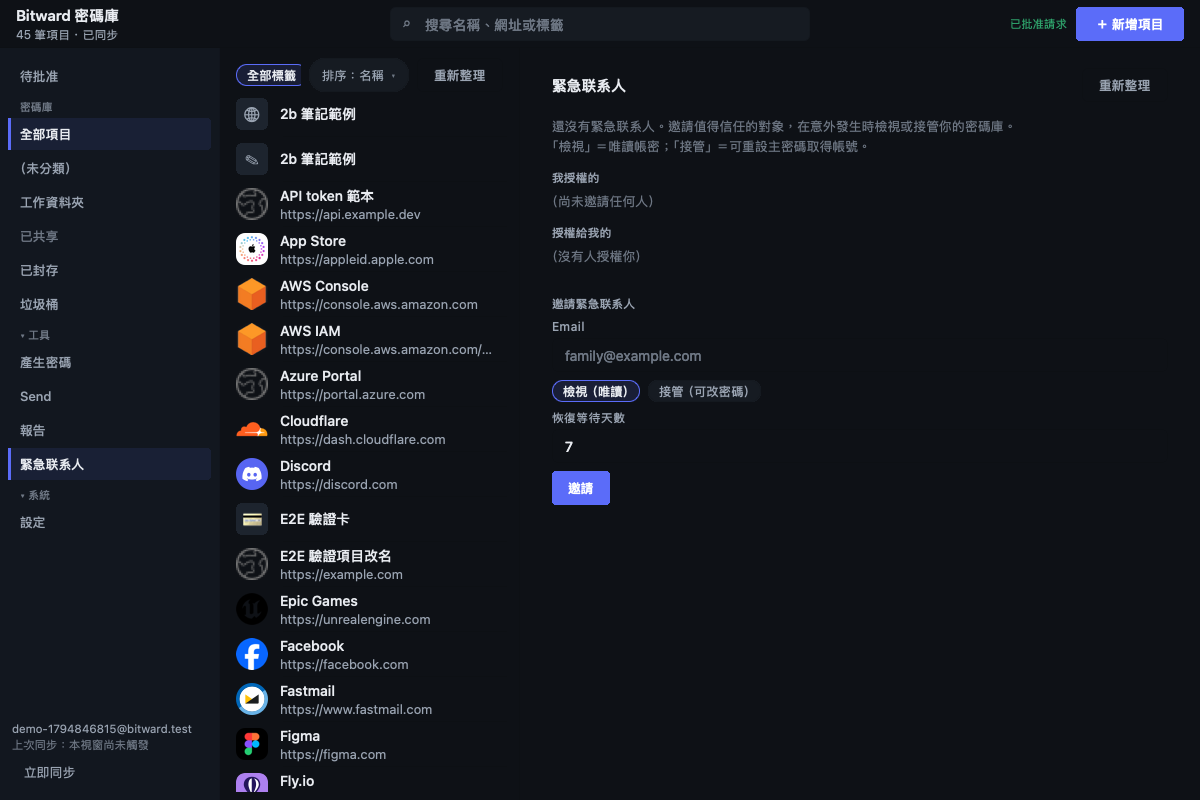 Bitward 密碼庫
45 筆項目 · 已同步
搜尋名稱、網址或標籤
已批准請求
+ 新增項目
待批准
密碼庫
全部項目
(未分類)
工作資料夾
已共享
已封存
垃圾桶
工具
產生密碼
Send
報告
緊急联系人
系統
設定
demo-1794846815@bitward.test
上次同步：本視窗尚未觸發
立即同步
全部標籤
排序：名稱
重新整理
2b 筆記範例
2b 筆記範例
API token 範本
https://api.example.dev
App Store
https://appleid.apple.com
AWS Console
https://console.aws.amazon.com
AWS IAM
https://console.aws.amazon.com/...
Azure Portal
https://portal.azure.com
Cloudflare
https://dash.cloudflare.com
Discord
https://discord.com
E2E 驗證卡
E2E 驗證項目改名
https://example.com
Epic Games
https://unrealengine.com
Facebook
https://facebook.com
Fastmail
https://www.fastmail.com
Figma
https://figma.com
Fly.io
緊急联系人
重新整理
還沒有緊急联系人。邀請值得信任的對象，在意外發生時檢視或接管你的密碼庫。
「檢視」＝唯讀帳密；「接管」＝可重設主密碼取得帳號。
我授權的
(尚未邀請任何人)
授權給我的
(沒有人授權你)
邀請緊急联系人
Email
family@example.com
檢視 (唯讀)
接管 (可改密碼)
恢復等待天數
7
邀請